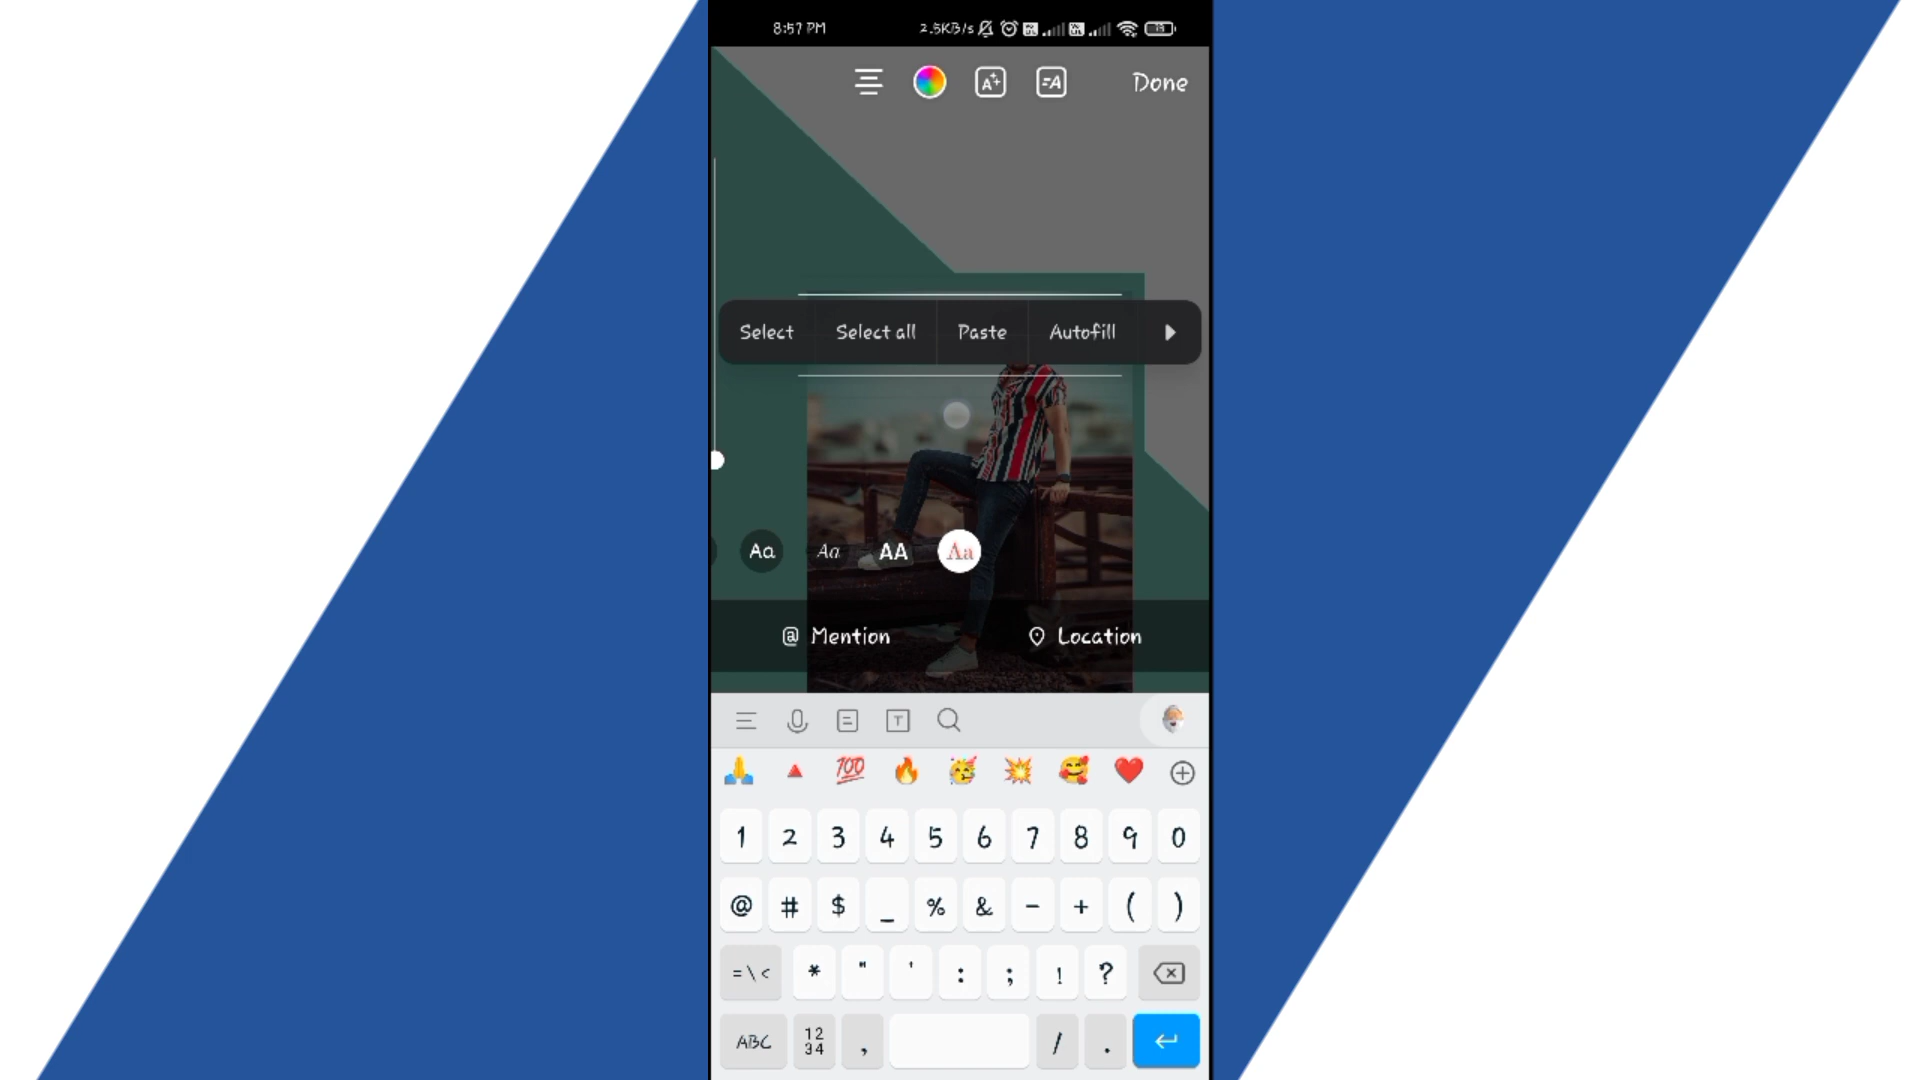 8:57 PM 2.5KB/s
A =A Done
Select Select all Paste Autofill
Aa Aa AA Aa
@ Mention Location
T
100
1 2 3 4 5 6 7 8 9 0
@ # $ _ % & - + ( )
= \ < * " ' : ; ! ?
ABC 12 34 , / .